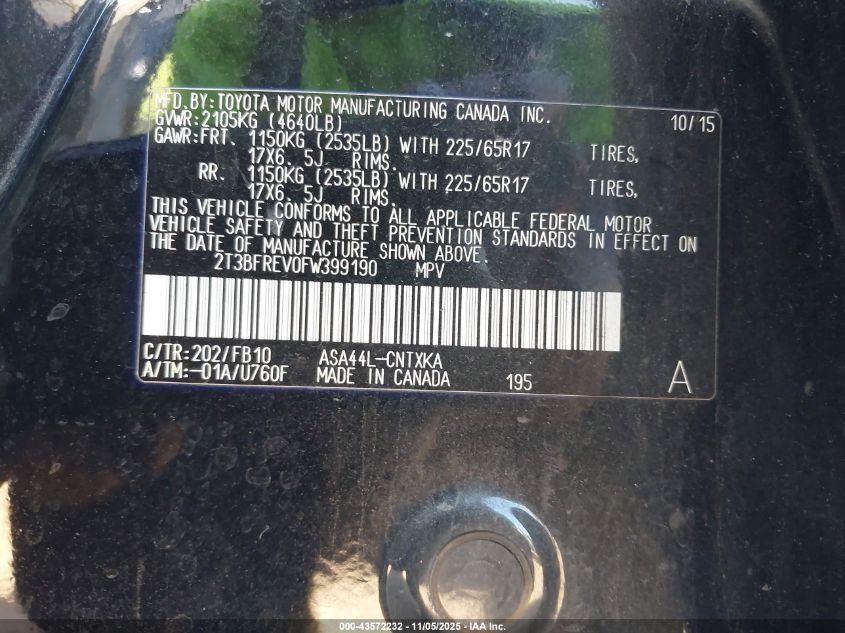 MFD.BY:TOYOTA MOTOR MANUFACTURING CANADA INC. 10/15
GVWR:2105KG (4640LB)
GAWR:FRT. 1150KG (2535LB) WITH 225/65R17 TIRES,
17X6. 5J RIMS.
RR. 1150KG (2535LB) WITH 225/65R17 TIRES,
17X6. 5J RIMS.
THIS VEHICLE CONFORMS TO ALL APPLICABLE FEDERAL MOTOR
VEHICLE SAFETY AND THEFT PREVENTION STANDARDS IN EFFECT ON
THE DATE OF MANUFACTURE SHOWN ABOVE.
2T3BFREV0FW399190 MPV
C/TR:202/FB10 ASA44L-CNTXKA
A/TM:-01A/U760F MADE IN CANADA 195 A
000-43572232 - 11/05/2025 - IAA Inc.